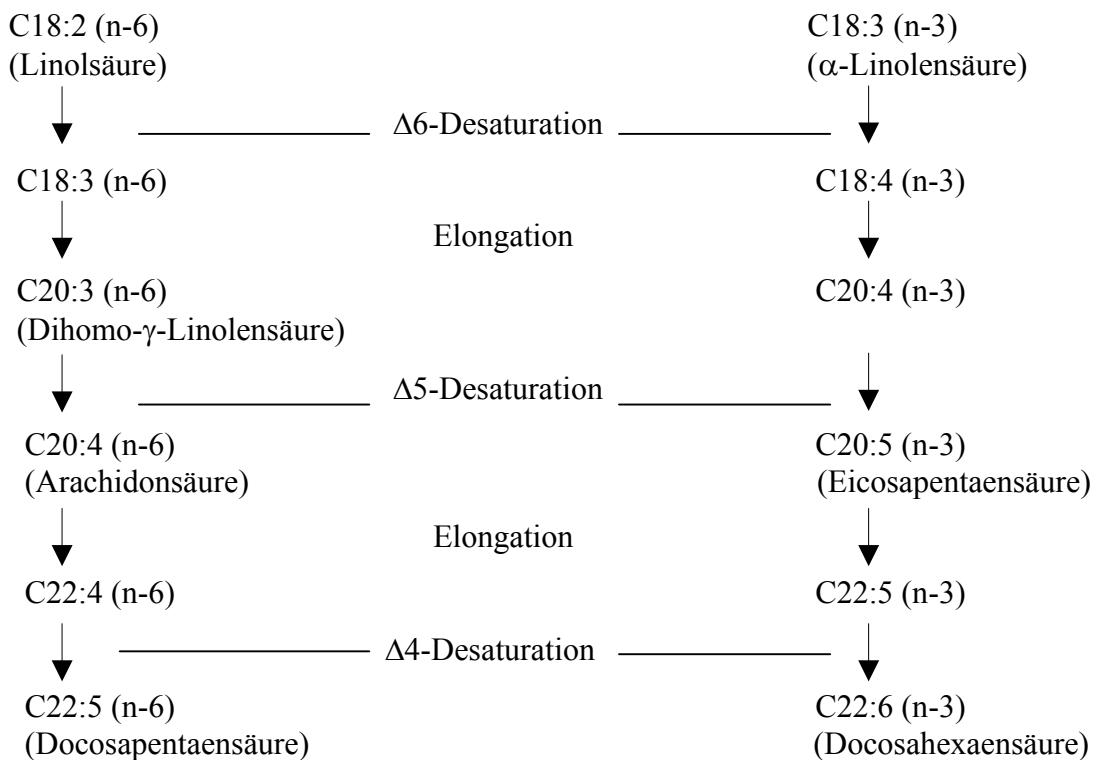 C18:2 (n-6) C18:3 (n-3)
(Linolsäure) (α-Linolensäure)
Δ6-Desaturation
C18:3 (n-6) C18:4 (n-3)
Elongation
C20:3 (n-6) C20:4 (n-3)
(Dihomo-γ-Linolensäure)
Δ5-Desaturation
C20:4 (n-6) C20:5 (n-3)
(Arachidonsäure) (Eicosapentaensäure)
Elongation
C22:4 (n-6) C22:5 (n-3)
Δ4-Desaturation
C22:5 (n-6) C22:6 (n-3)
(Docosapentaensäure) (Docosahexaensäure)